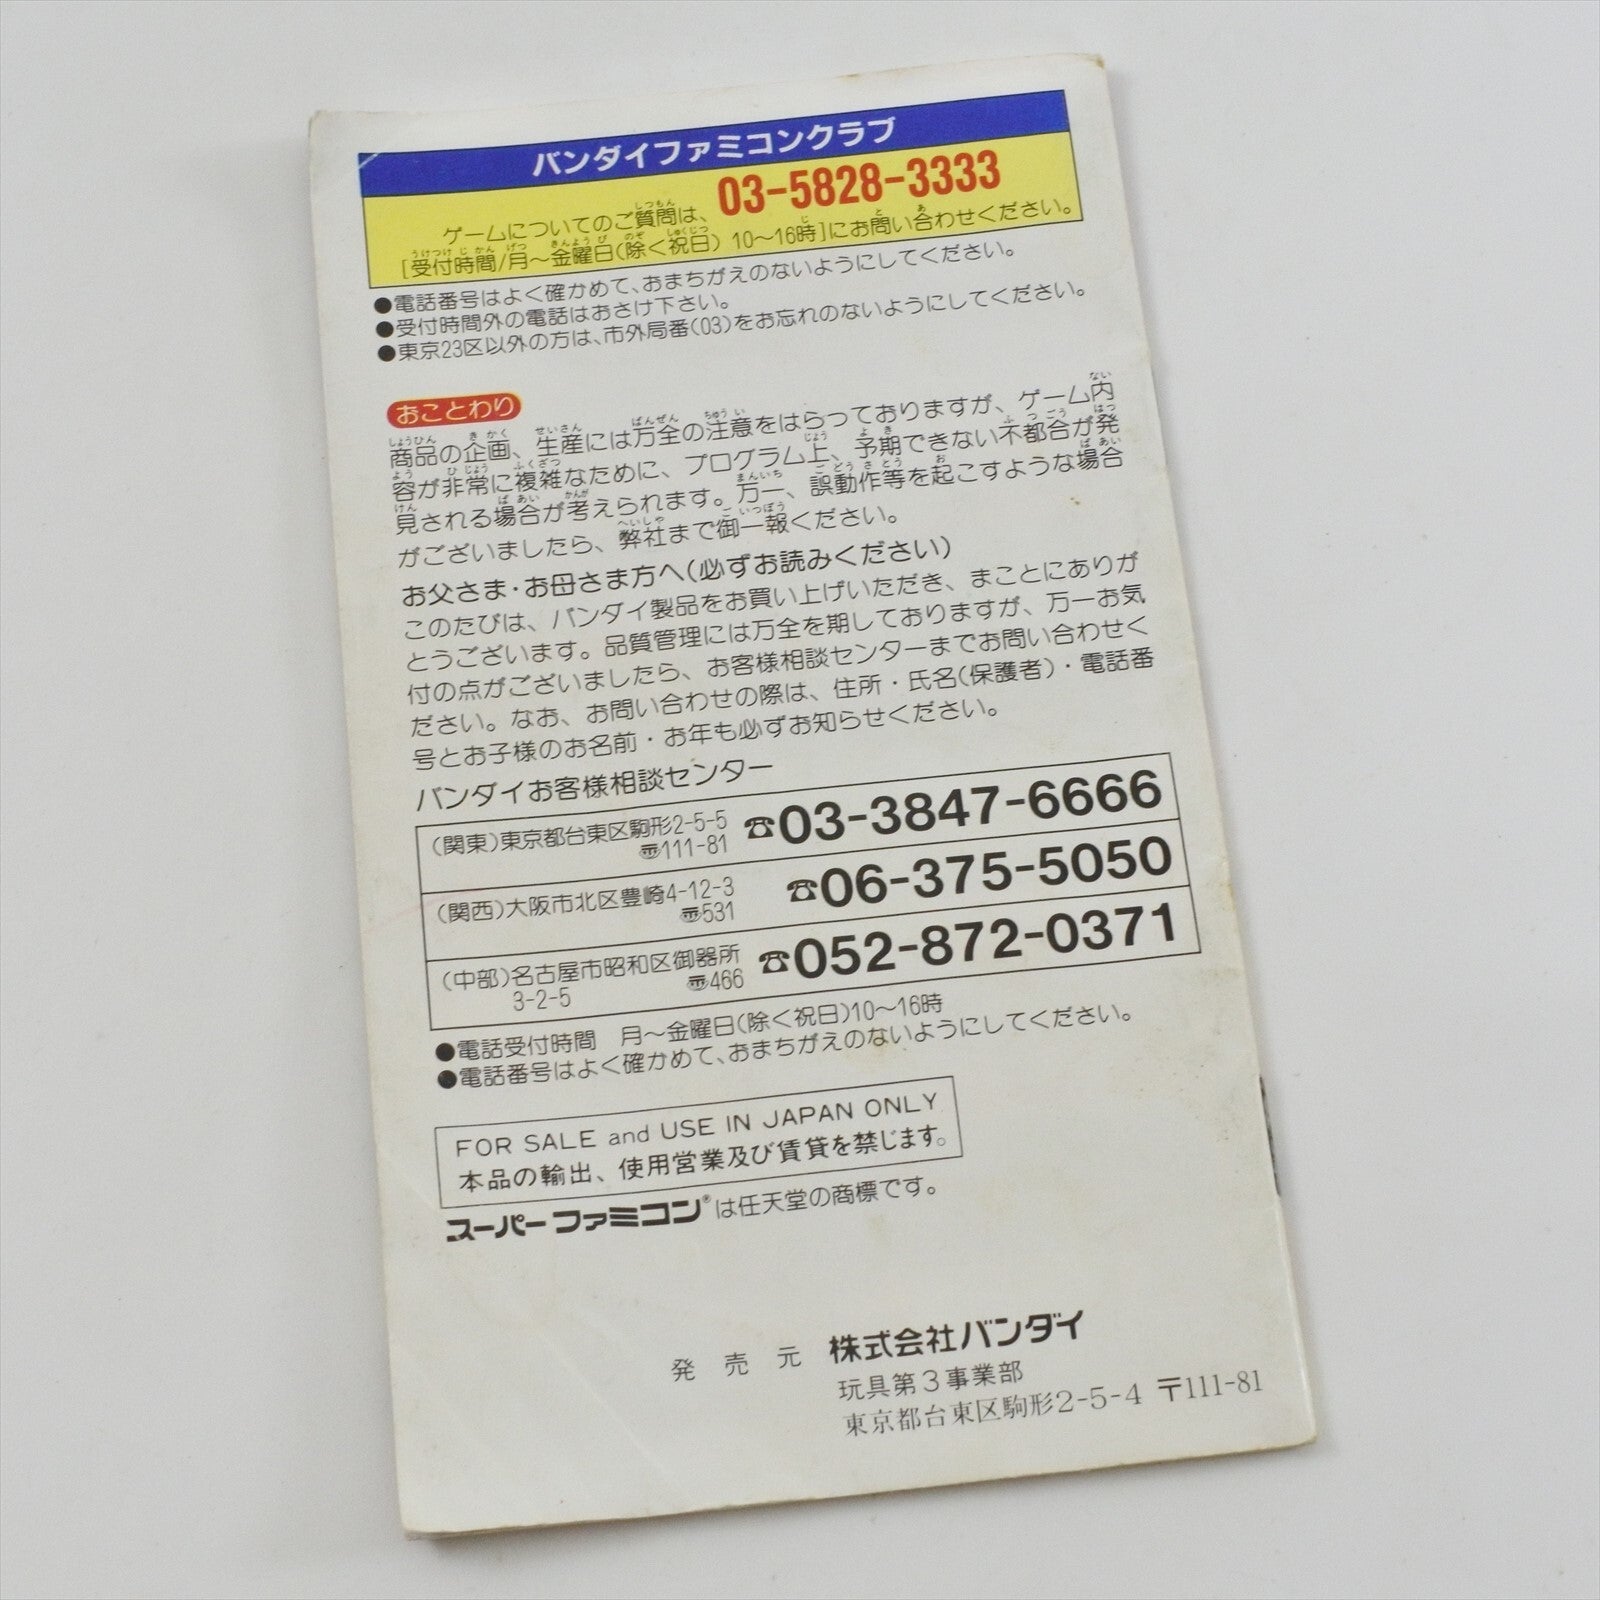 バンダイファミコンクラブ
ゲームについてのご質問は、03-5828-3333
[受付時間/月〜金曜日(除く祝日) 10〜16時]にお問い合わせください。
●電話番号はよく確かめて、おまちがえのないようにしてください。
●受付時間外の電話はおさけ下さい。
●東京23区以外の方は、市外局番(03)をお忘れのないようにしてください。
おことわり
商品の企画、生産には万全の注意をはらっておりますが、ゲーム内
容が非常に複雑なために、プログラム上、予期できない不都合が発
見される場合が考えられます。万一、誤動作等を起こすような場合
がございましたら、弊社まで御一報ください。
お父さま・お母さま方へ(必ずお読みください)
このたびは、バンダイ製品をお買い上げいただき、まことにありが
とうございます。品質管理には万全を期しておりますが、万一お気
付の点がございましたら、お客様相談センターまでお問い合わせく
ださい。なお、お問い合わせの際は、住所・氏名(保護者)・電話番
号とお子様のお名前・お年も必ずお知らせください。
バンダイお客様相談センター
(関東)東京都台東区駒形2-5-5 ☎03-3847-6666
〠111-81
(関西)大阪市北区豊崎4-12-3 ☎06-375-5050
〠531
(中部)名古屋市昭和区御器所 ☎052-872-0371
3-2-5 〠466
●電話受付時間 月〜金曜日(除く祝日)10〜16時
●電話番号はよく確かめて、おまちがえのないようにしてください。
FOR SALE and USE IN JAPAN ONLY
本品の輸出、使用営業及び賃貸を禁じます。
スーパーファミコン®は任天堂の商標です。
発売元 株式会社バンダイ
玩具第3事業部
東京都台東区駒形2-5-4 〒111-81